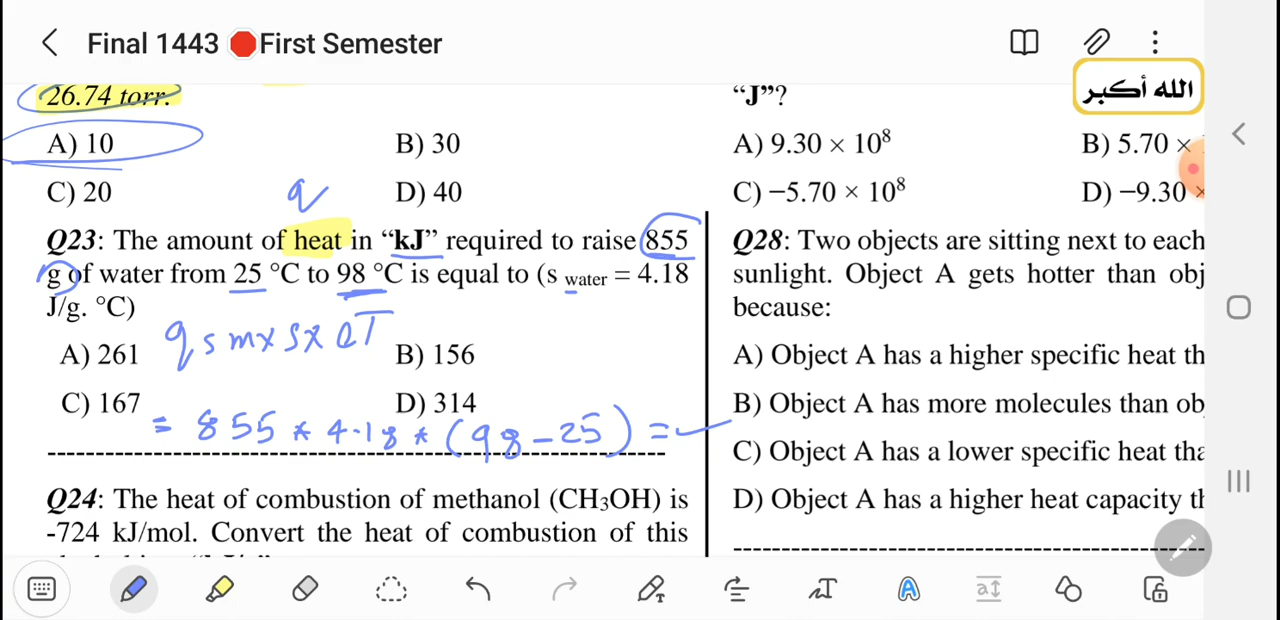 Final 1443 🛑First Semester
الله أكبر
26.74 torr.
A) 10
B) 30
C) 20
D) 40
q
Q23: The amount of heat in “kJ” required to raise 855
g of water from 25 °C to 98 °C is equal to (s water = 4.18
J/g. °C)
q = m x s x ΔT
A) 261
B) 156
C) 167
D) 314
= 855 * 4.18 * (98 - 25) =
Q24: The heat of combustion of methanol (CH3OH) is
-724 kJ/mol. Convert the heat of combustion of this
“J”?
A) 9.30 × 10⁸
B) 5.70 ×
C) −5.70 × 10⁸
D) −9.30 ×
Q28: Two objects are sitting next to each
sunlight. Object A gets hotter than obj
because:
A) Object A has a higher specific heat th
B) Object A has more molecules than ob
C) Object A has a lower specific heat tha
D) Object A has a higher heat capacity th